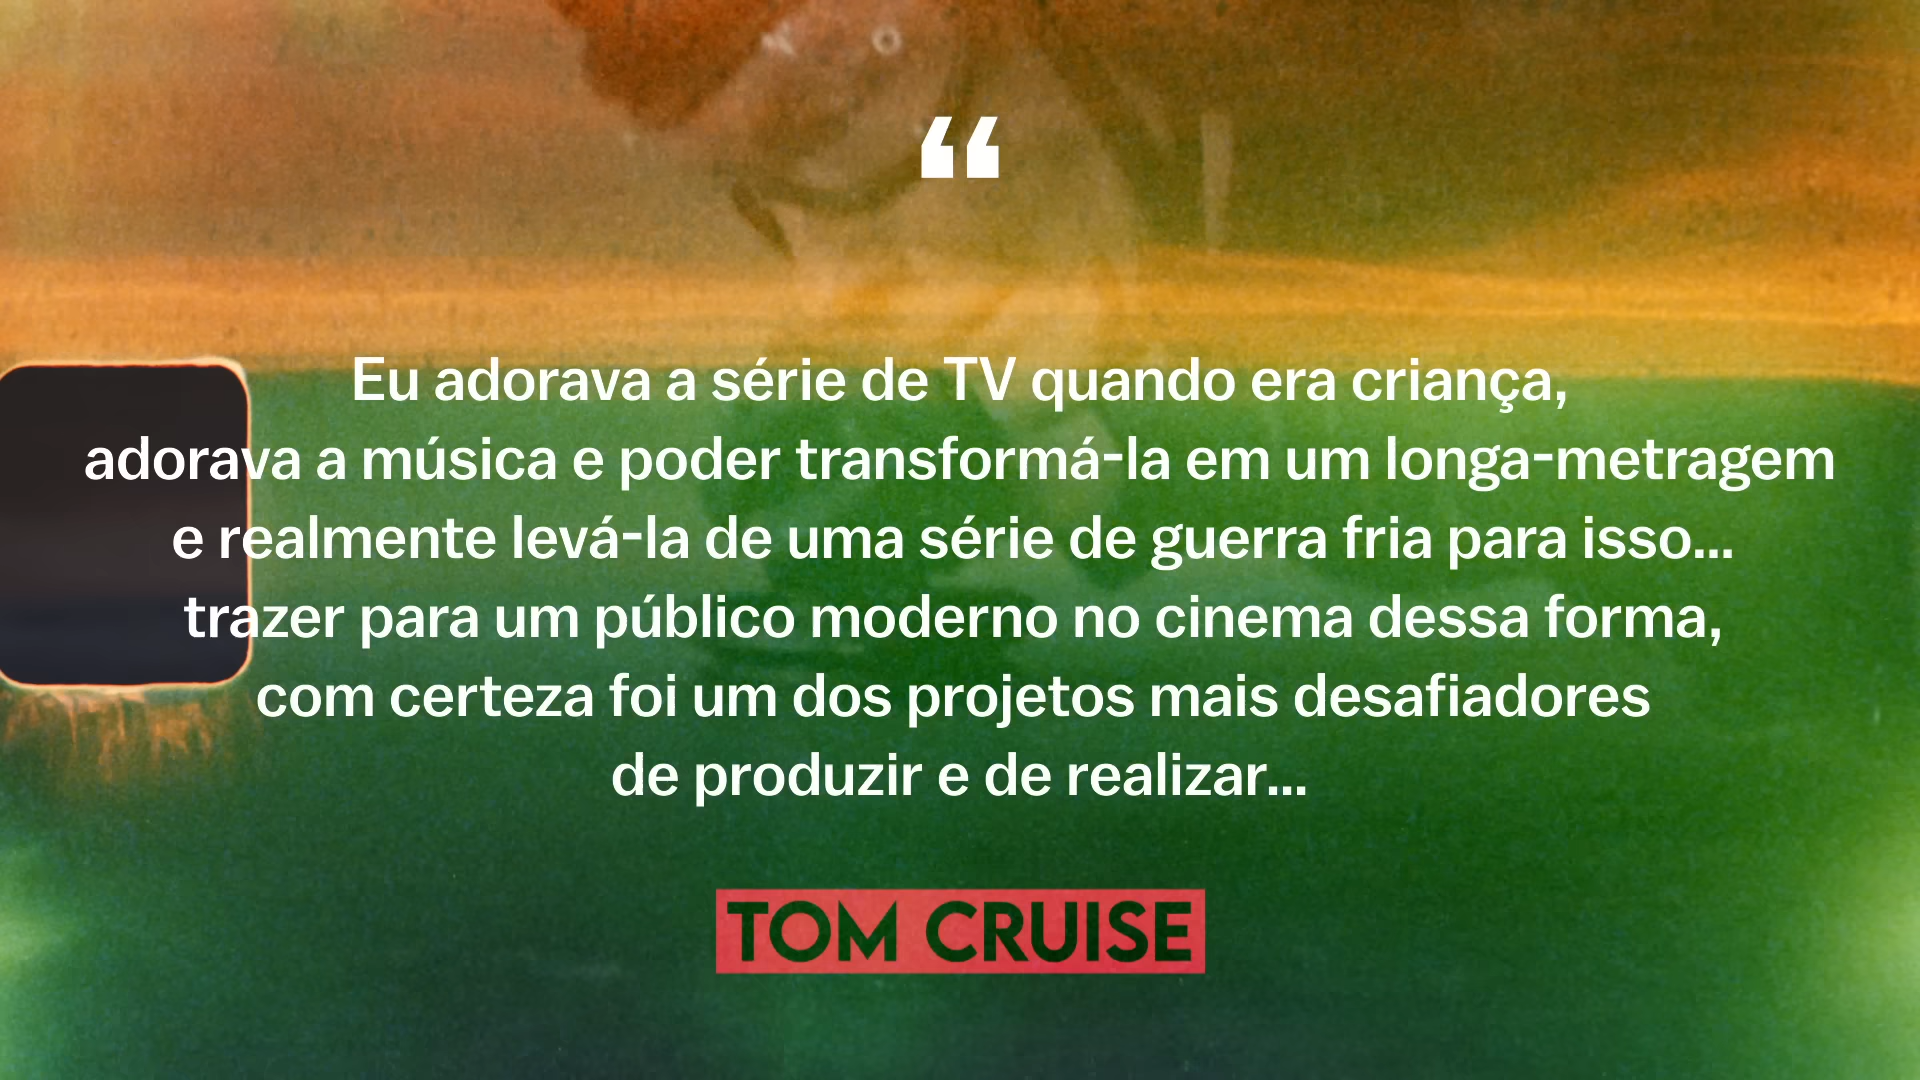 “
Eu adorava a série de TV quando era criança,
adorava a música e poder transformá-la em um longa-metragem
e realmente levá-la de uma série de guerra fria para isso...
trazer para um público moderno no cinema dessa forma,
com certeza foi um dos projetos mais desafiadores
de produzir e de realizar...
TOM CRUISE